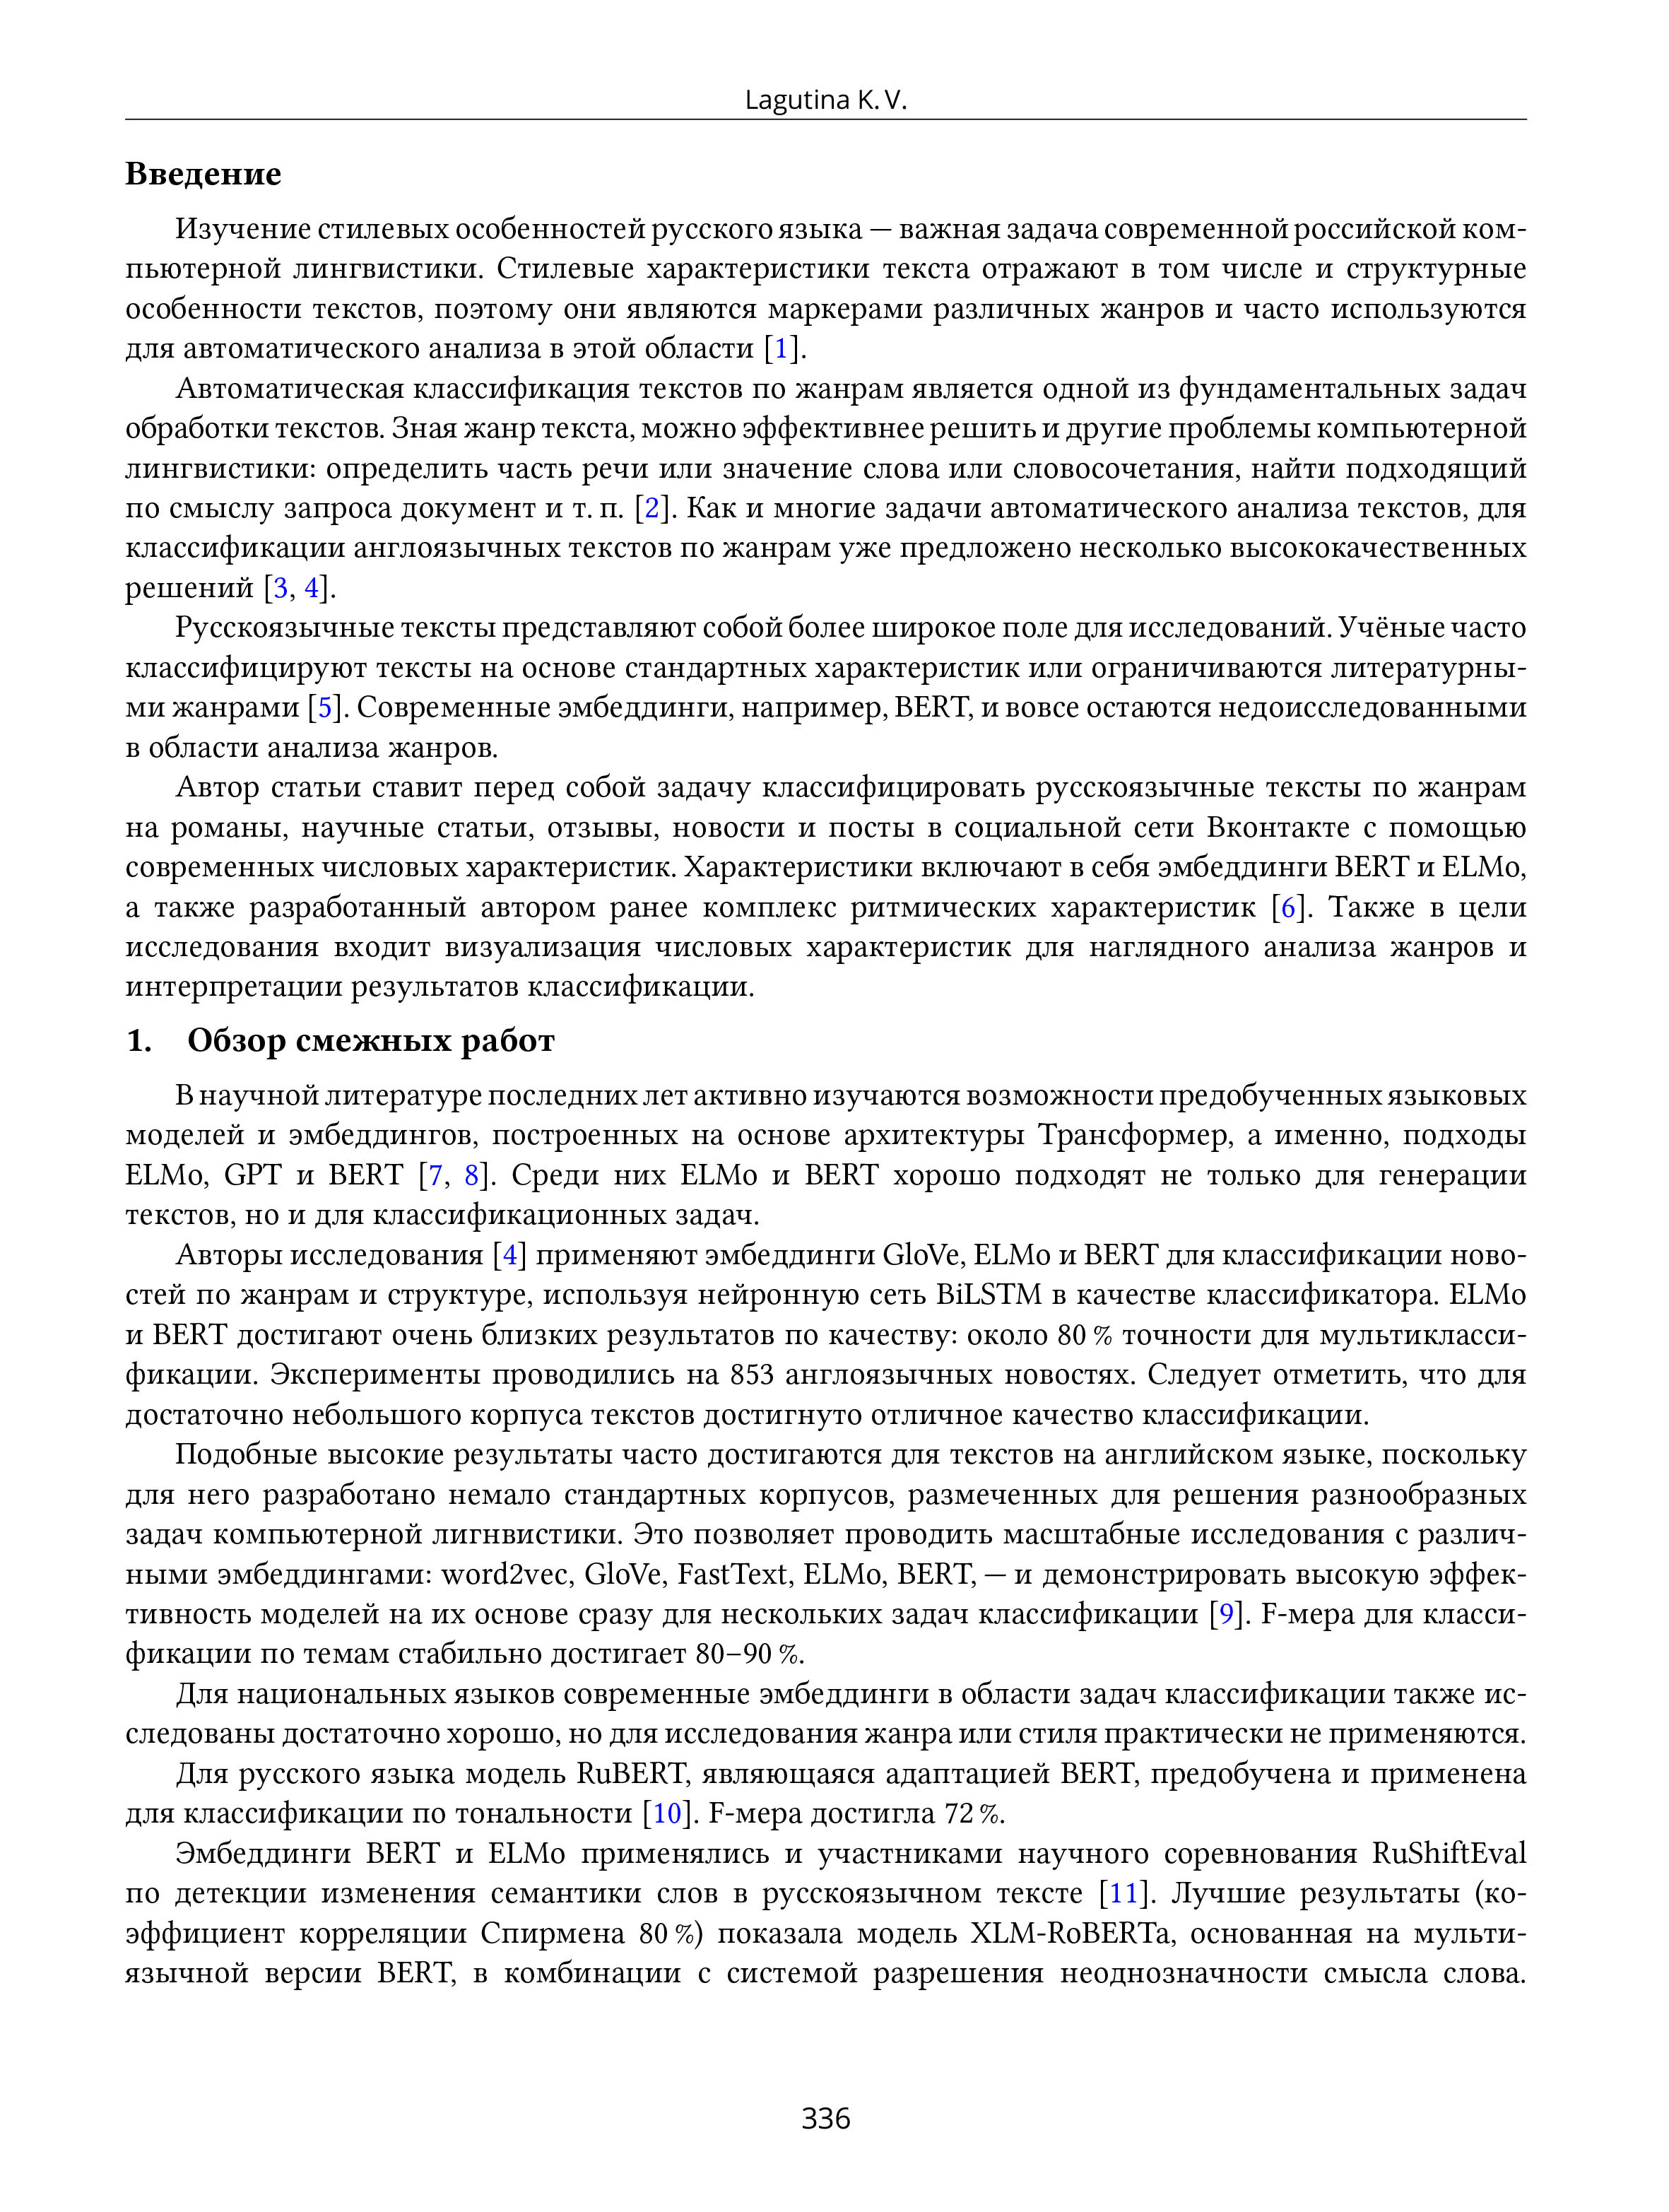 Lagutina K. V.
Введение
Изучение стилевых особенностей русского языка — важная задача современной российской ком-
пьютерной лингвистики. Стилевые характеристики текста отражают в том числе и структурные
особенности текстов, поэтому они являются маркерами различных жанров и часто используются
для автоматического анализа в этой области [1].
Автоматическая классификация текстов по жанрам является одной из фундаментальных задач
обработки текстов. Зная жанр текста, можно эффективнее решить и другие проблемы компьютерной
лингвистики: определить часть речи или значение слова или словосочетания, найти подходящий
по смыслу запроса документ и т. п. [2]. Как и многие задачи автоматического анализа текстов, для
классификации англоязычных текстов по жанрам уже предложено несколько высококачественных
решений [3, 4].
Русскоязычные тексты представляют собой более широкое поле для исследований. Учёные часто
классифицируют тексты на основе стандартных характеристик или ограничиваются литературны-
ми жанрами [5]. Современные эмбеддинги, например, BERT, и вовсе остаются недоисследованными
в области анализа жанров.
Автор статьи ставит перед собой задачу классифицировать русскоязычные тексты по жанрам
на романы, научные статьи, отзывы, новости и посты в социальной сети Вконтакте с помощью
современных числовых характеристик. Характеристики включают в себя эмбеддинги BERT и ELMo,
а также разработанный автором ранее комплекс ритмических характеристик [6]. Также в цели
исследования входит визуализация числовых характеристик для наглядного анализа жанров и
интерпретации результатов классификации.
1. Обзор смежных работ
В научной литературе последних лет активно изучаются возможности предобученных языковых
моделей и эмбеддингов, построенных на основе архитектуры Трансформер, а именно, подходы
ELMo, GPT и BERT [7, 8]. Среди них ELMo и BERT хорошо подходят не только для генерации
текстов, но и для классификационных задач.
Авторы исследования [4] применяют эмбеддинги GloVe, ELMo и BERT для классификации ново-
стей по жанрам и структуре, используя нейронную сеть BiLSTM в качестве классификатора. ELMo
и BERT достигают очень близких результатов по качеству: около 80 % точности для мультикласси-
фикации. Эксперименты проводились на 853 англоязычных новостях. Следует отметить, что для
достаточно небольшого корпуса текстов достигнуто отличное качество классификации.
Подобные высокие результаты часто достигаются для текстов на английском языке, поскольку
для него разработано немало стандартных корпусов, размеченных для решения разнообразных
задач компьютерной лигнвистики. Это позволяет проводить масштабные исследования с различ-
ными эмбеддингами: word2vec, GloVe, FastText, ELMo, BERT, — и демонстрировать высокую эффек-
тивность моделей на их основе сразу для нескольких задач классификации [9]. F-мера для класси-
фикации по темам стабильно достигает 80–90 %.
Для национальных языков современные эмбеддинги в области задач классификации также ис-
следованы достаточно хорошо, но для исследования жанра или стиля практически не применяются.
Для русского языка модель RuBERT, являющаяся адаптацией BERT, предобучена и применена
для классификации по тональности [10]. F-мера достигла 72 %.
Эмбеддинги BERT и ELMo применялись и участниками научного соревнования RuShiftEval
по детекции изменения семантики слов в русскоязычном тексте [11]. Лучшие результаты (ко-
эффициент корреляции Спирмена 80 %) показала модель XLM-RoBERTa, основанная на мульти-
язычной версии BERT, в комбинации с системой разрешения неоднозначности смысла слова.
336